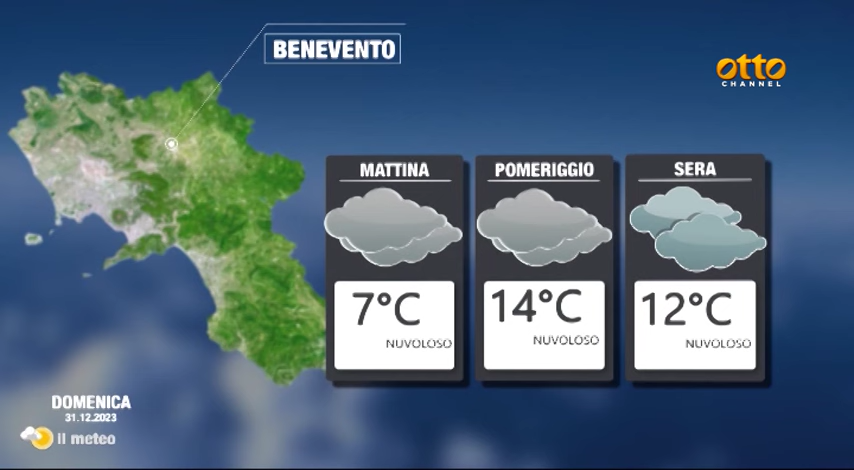 BENEVENTO
otto
CHANNEL
MATTINA
POMERIGGIO
SERA
7°C
NUVOLOSO
14°C
NUVOLOSO
12°C
NUVOLOSO
DOMENICA
31.12.2023
il meteo